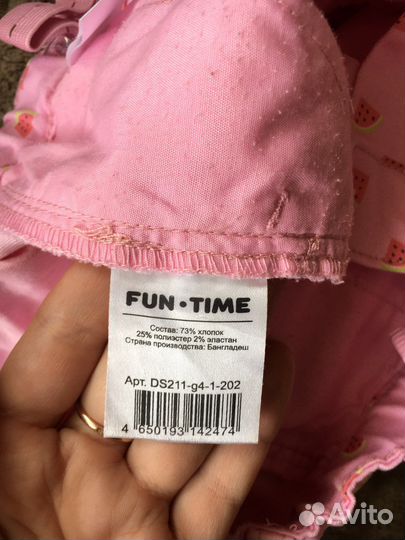 FUN•TIME
Состав: 73% хлопок
25% полиэстер 2% эластан
Страна производства: Бангладеш
Арт. DS211-g4-1-202
4 650193 142474
Avito